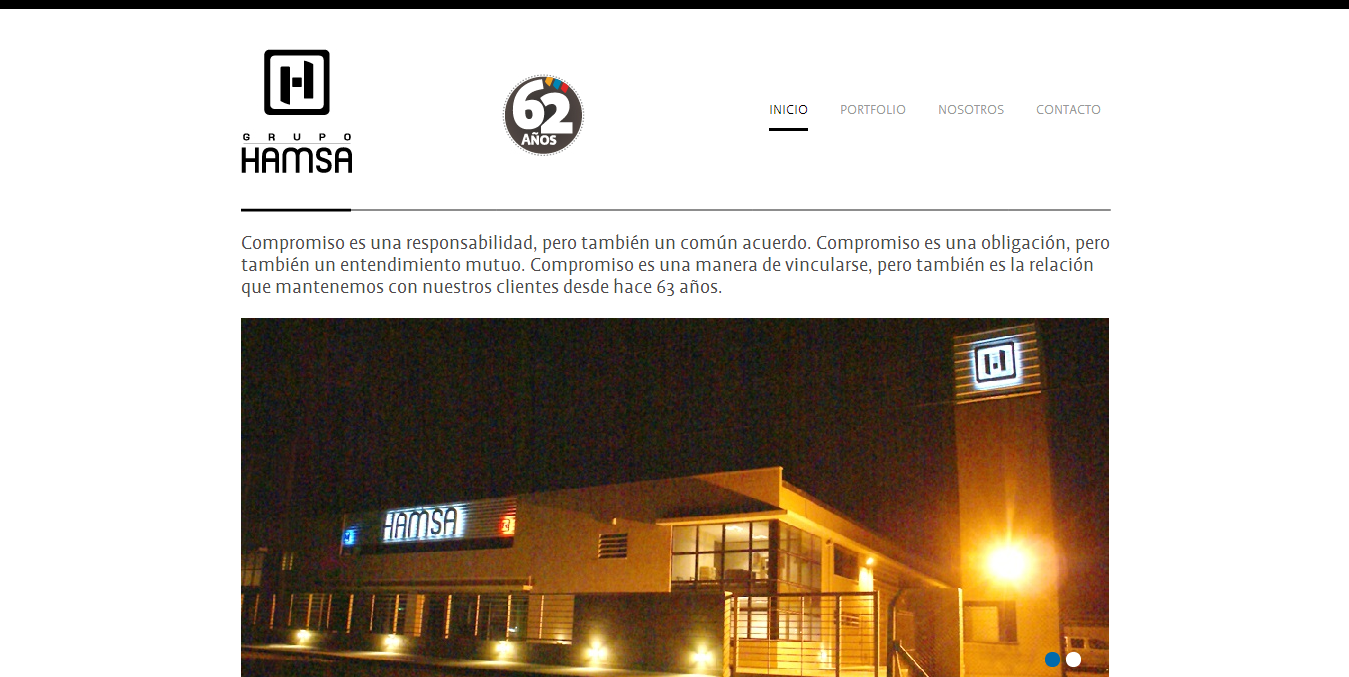 GRUPO
HAMSA
62
AÑOS
INICIO
PORTFOLIO
NOSOTROS
CONTACTO
Compromiso es una responsabilidad, pero también un común acuerdo. Compromiso es una obligación, pero
también un entendimiento mutuo. Compromiso es una manera de vincularse, pero también es la relación
que mantenemos con nuestros clientes desde hace 63 años.
H
HAMSA